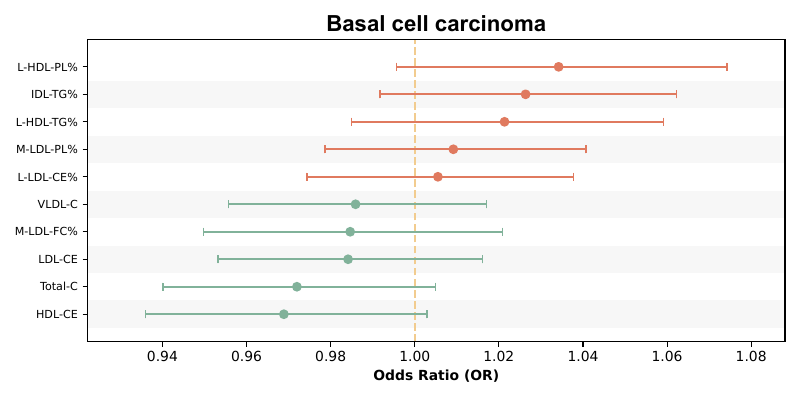 Basal cell carcinoma
L-HDL-PL%
IDL-TG%
L-HDL-TG%
M-LDL-PL%
L-LDL-CE%
VLDL-C
M-LDL-FC%
LDL-CE
Total-C
HDL-CE
0.94 0.96 0.98 1.00 1.02 1.04 1.06 1.08
Odds Ratio (OR)